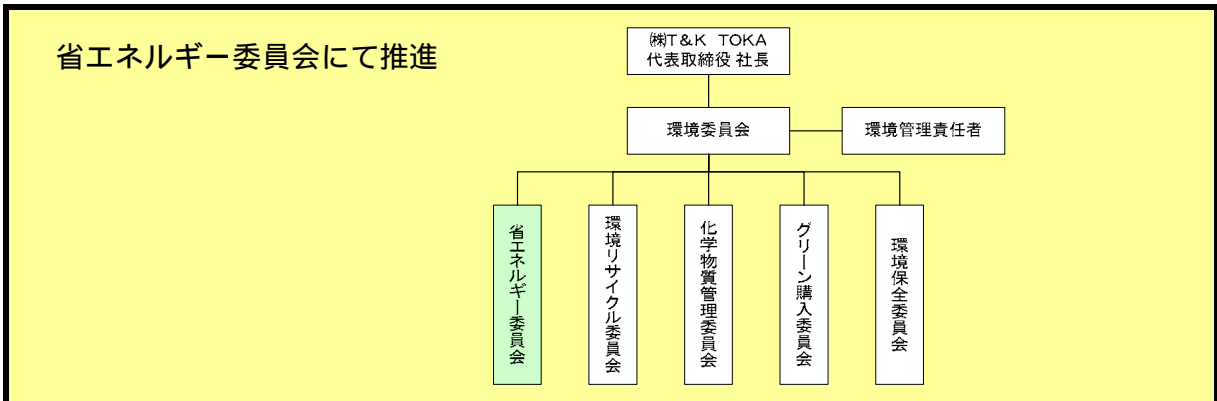 省エネルギー委員会にて推進
㈱T&K TOKA
代表取締役 社長
環境委員会
環境管理責任者
省エネルギー委員会
環境リサイクル委員会
化学物質管理委員会
グリーン購入委員会
環境保全委員会